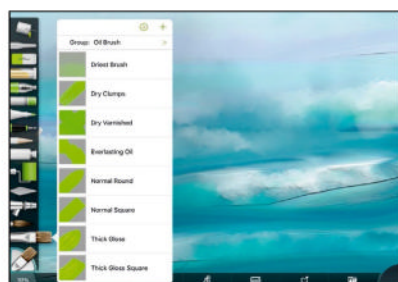 Group: Oil Brush
Driest Brush
Dry Clumps
Dry Varnished
Everlasting Oil
Normal Round
Normal Square
Thick Gloss
Thick Gloss Square